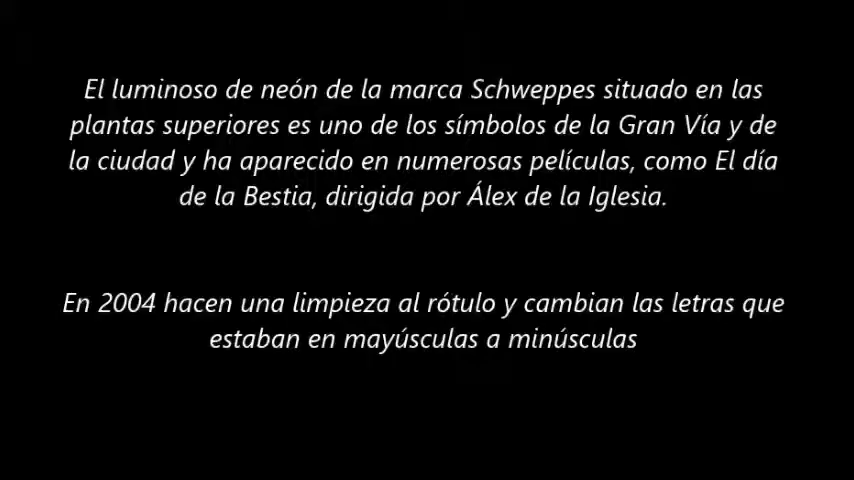 El luminoso de neón de la marca Schweppes situado en las
plantas superiores es uno de los símbolos de la Gran Vía y de
la ciudad y ha aparecido en numerosas películas, como El día
de la Bestia, dirigida por Álex de la Iglesia.
En 2004 hacen una limpieza al rótulo y cambian las letras que
estaban en mayúsculas a minúsculas